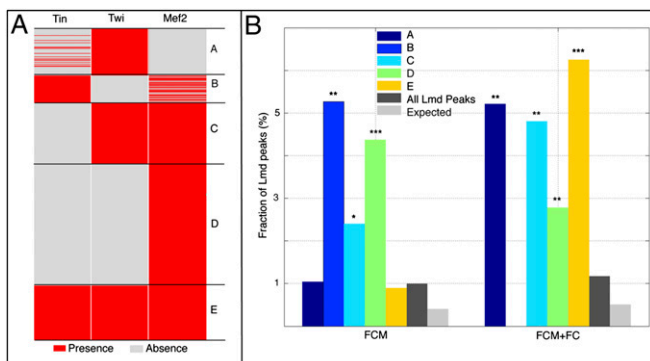 A
Tin Twi Mef2
A
B
C
D
E
Presence Absence
B
A
B
C
D
E
All Lmd Peaks
Expected
Fraction of Lmd peaks (%)
5
3
1
** * *** ** ** ** ***
FCM FCM+FC